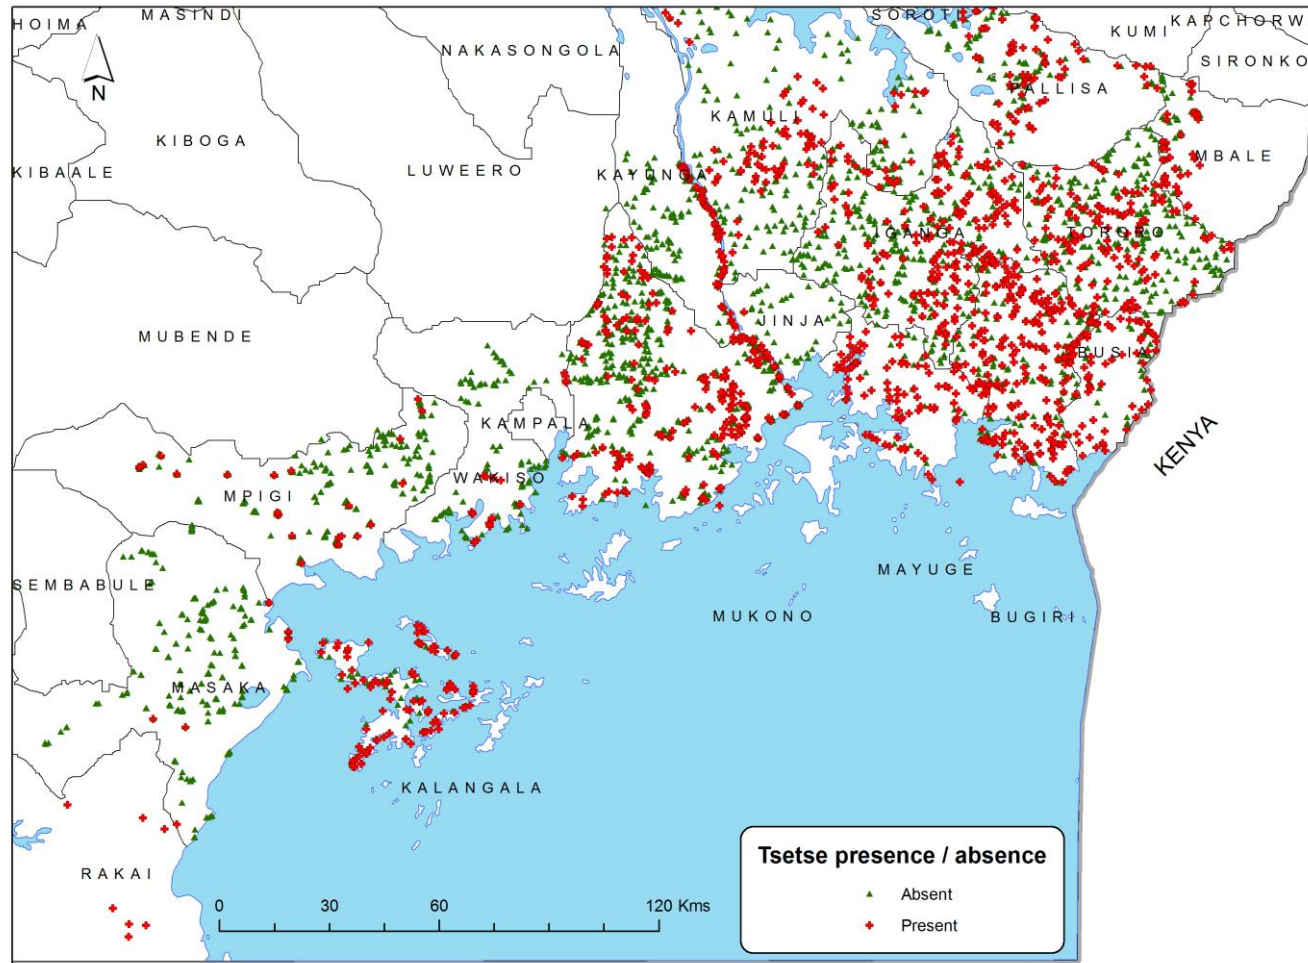 MASINDI
HOIMA
SOROTI
KAPCHORW
KUMI
NAKASONGOLA
SIRONKO
PALLISA
KAMULI
KIBOGA
MBALE
LUWEERO
KIBAALE
KAYUNGA
IGANGA
TORORO
JINJA
MUBENDE
BUSIA
KAMPALA
KENYA
WAKISO
MPIGI
MAYUGE
SEMBABULE
MUKONO
BUGIRI
MASAKA
KALANGALA
RAKAI
N
Tsetse presence / absence
Absent
Present
0 30 60 120 Kms